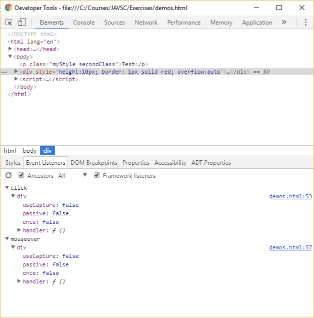 Developer Tools - file:///C:/Courses/JAVSC/Exercises/demos.html
Elements Console Sources Network Performance Memory Application »
<!DOCTYPE html>
<html lang="en">
<head>…</head>
<body>
<p class="myStyle secondClass">Test</p>
<div style="height:10px; border: 1px solid red; overflow:auto">…</div> == $0
<script>…</script>
</body>
</html>
html body div
Styles Event Listeners DOM Breakpoints Properties Accessibility ADT Properties
Ancestors All Framework listeners
click
div demos.html:53
useCapture: false
passive: false
once: false
handler: ƒ ()
mouseover
div demos.html:57
useCapture: false
passive: false
once: false
handler: ƒ ()